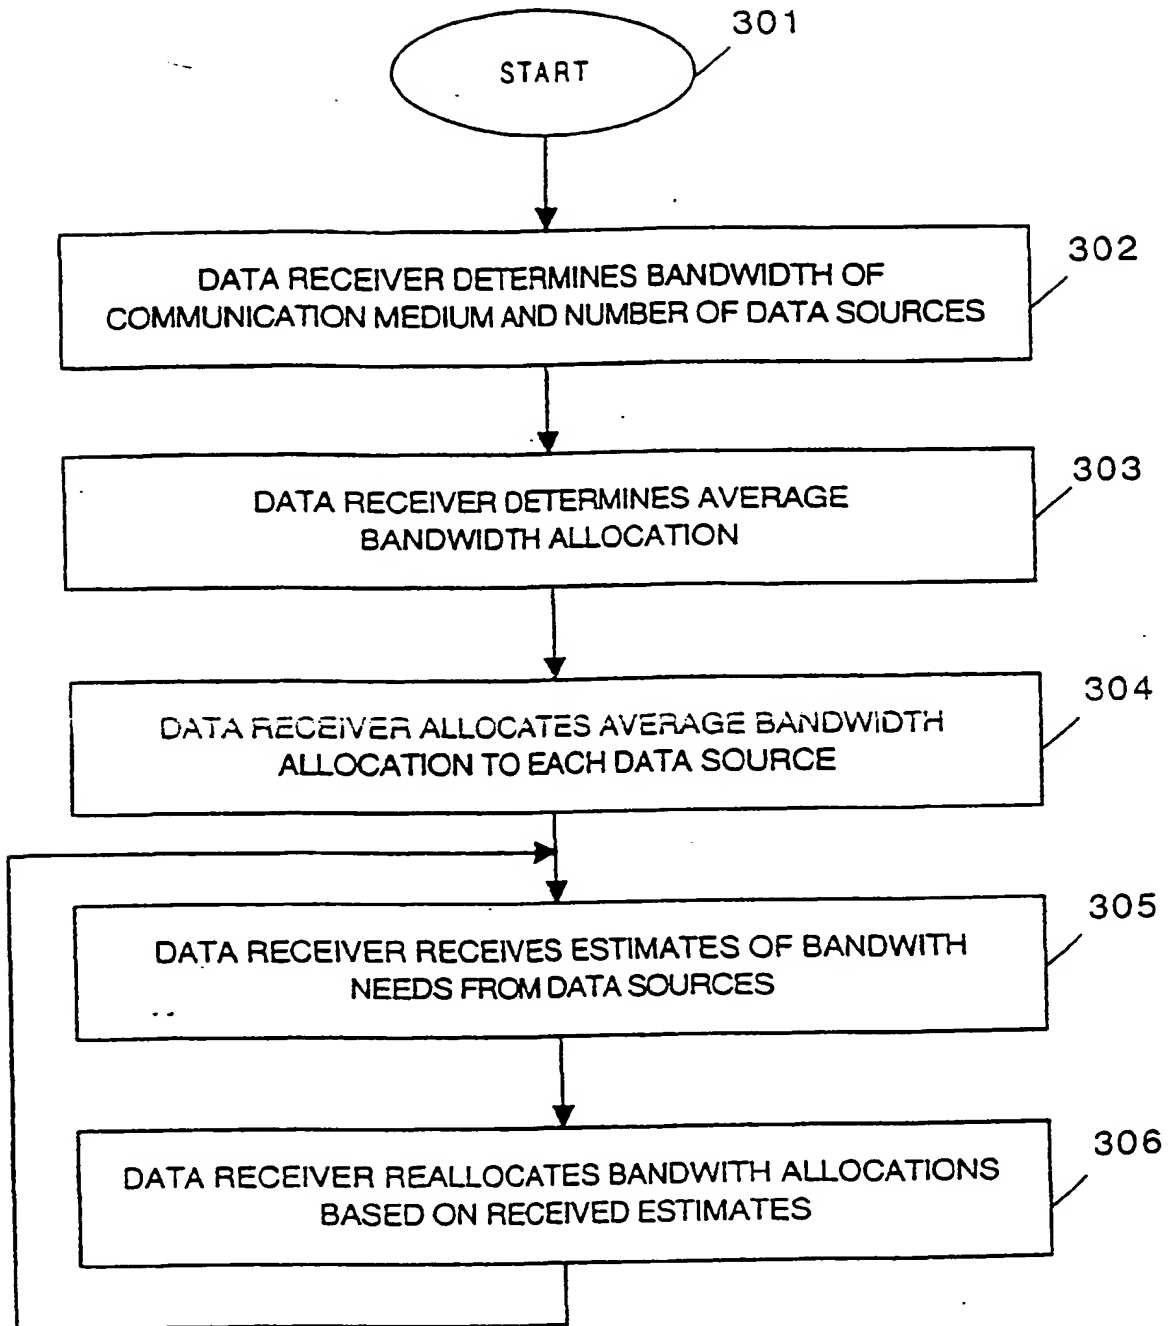 301
START
302
DATA RECEIVER DETERMINES BANDWIDTH OF
COMMUNICATION MEDIUM AND NUMBER OF DATA SOURCES
303
DATA RECEIVER DETERMINES AVERAGE
BANDWIDTH ALLOCATION
304
DATA RECEIVER ALLOCATES AVERAGE BANDWIDTH
ALLOCATION TO EACH DATA SOURCE
305
DATA RECEIVER RECEIVES ESTIMATES OF BANDWITH
NEEDS FROM DATA SOURCES
306
DATA RECEIVER REALLOCATES BANDWITH ALLOCATIONS
BASED ON RECEIVED ESTIMATES